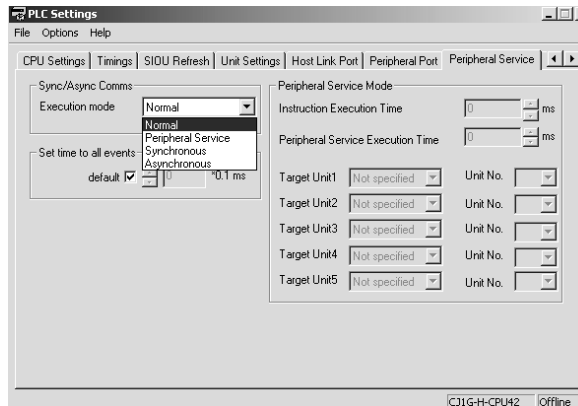 PLC Settings
File Options Help
CPU Settings Timings SIOU Refresh Unit Settings Host Link Port Peripheral Port Peripheral Service
Sync/Async Comms
Execution mode Normal
Normal
Peripheral Service
Synchronous
Asynchronous
Set time to all events
default 0 *0.1 ms
Peripheral Service Mode
Instruction Execution Time 0 ms
Peripheral Service Execution Time 0 ms
Target Unit1 Not specified Unit No.
Target Unit2 Not specified Unit No.
Target Unit3 Not specified Unit No.
Target Unit4 Not specified Unit No.
Target Unit5 Not specified Unit No.
CJ1G-H-CPU42 Offline